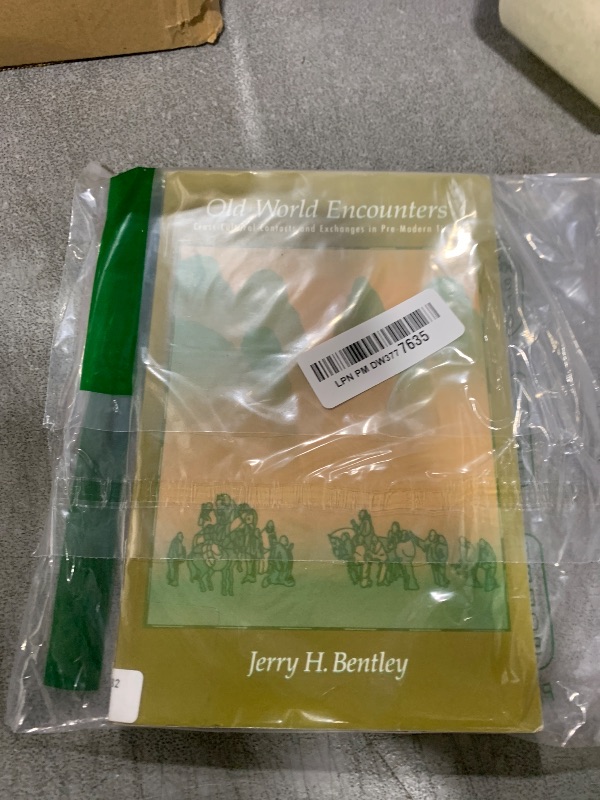 Old World Encounters
Cross-Cultural Contacts and Exchanges in Pre-Modern
LPN PM DW377 7635
Jerry H. Bentley